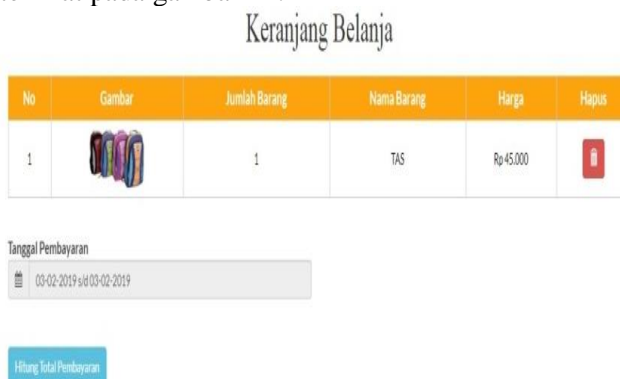 Keranjang Belanja
No Gambar Jumlah Barang Nama Barang Harga Hapus
1 1 TAS Rp 45.000
Tanggal Pembayaran
03-02-2019 s/d 03-02-2019
Hitung Total Pembayaran